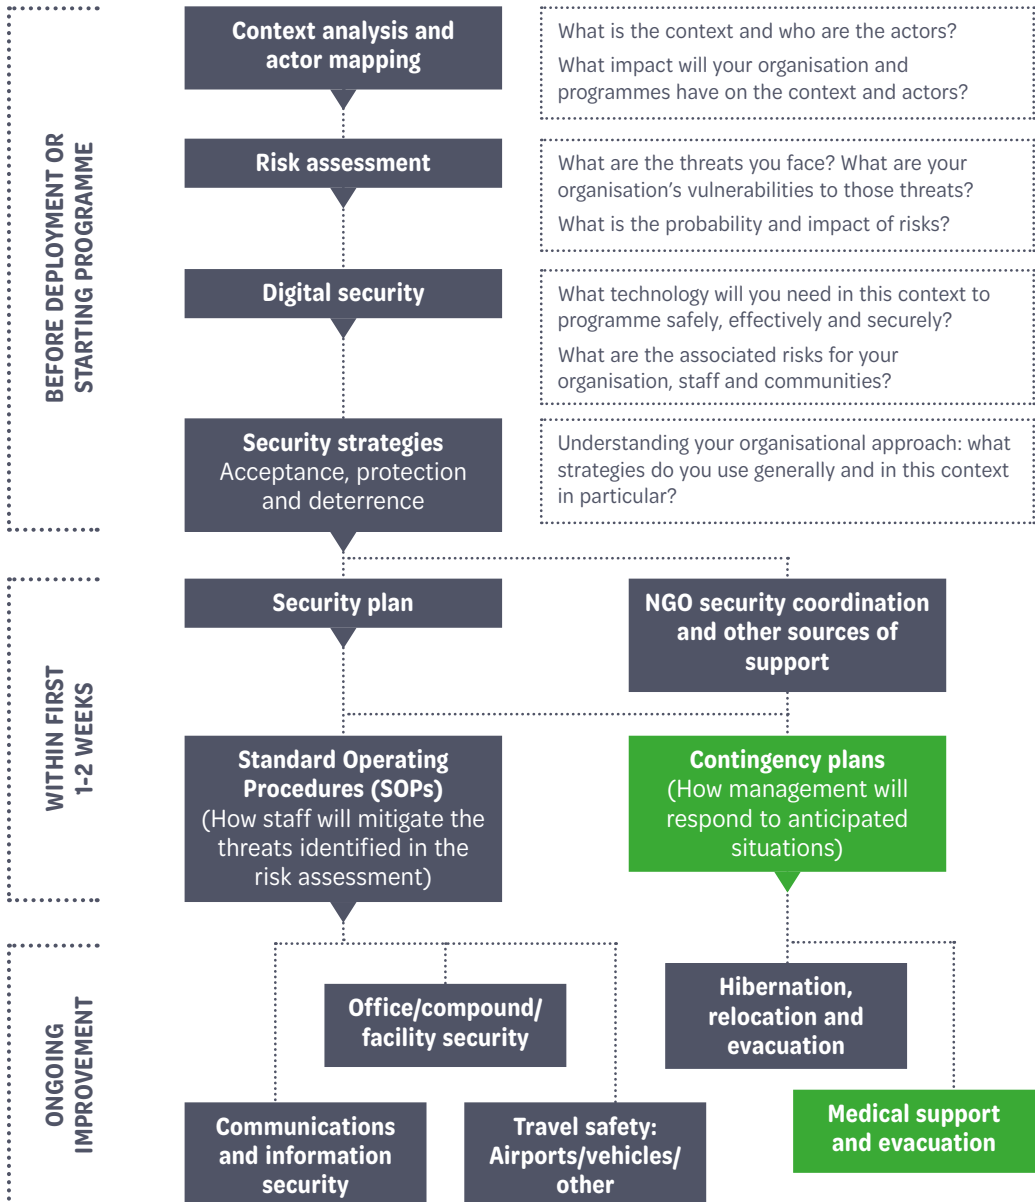 BEFORE DEPLOYMENT OR
STARTING PROGRAMME
Context analysis and
actor mapping
What is the context and who are the actors?
What impact will your organisation and
programmes have on the context and actors?
Risk assessment
What are the threats you face? What are your
organisation’s vulnerabilities to those threats?
What is the probability and impact of risks?
Digital security
What technology will you need in this context to
programme safely, effectively and securely?
What are the associated risks for your
organisation, staff and communities?
Security strategies
Acceptance, protection
and deterrence
Understanding your organisational approach: what
strategies do you use generally and in this context
in particular?
WITHIN FIRST
1-2 WEEKS
Security plan
NGO security coordination
and other sources of
support
Standard Operating
Procedures (SOPs)
(How staff will mitigate the
threats identified in the
risk assessment)
Contingency plans
(How management will
respond to anticipated
situations)
ONGOING
IMPROVEMENT
Office/compound/
facility security
Hibernation,
relocation and
evacuation
Communications
and information
security
Travel safety:
Airports/vehicles/
other
Medical support
and evacuation